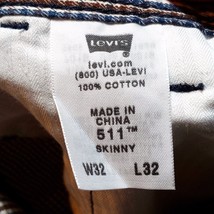 Levi's
levi.com
(800) USA-LEVI
100% COTTON
MADE IN
CHINA
511™
SKINNY
W32 L32